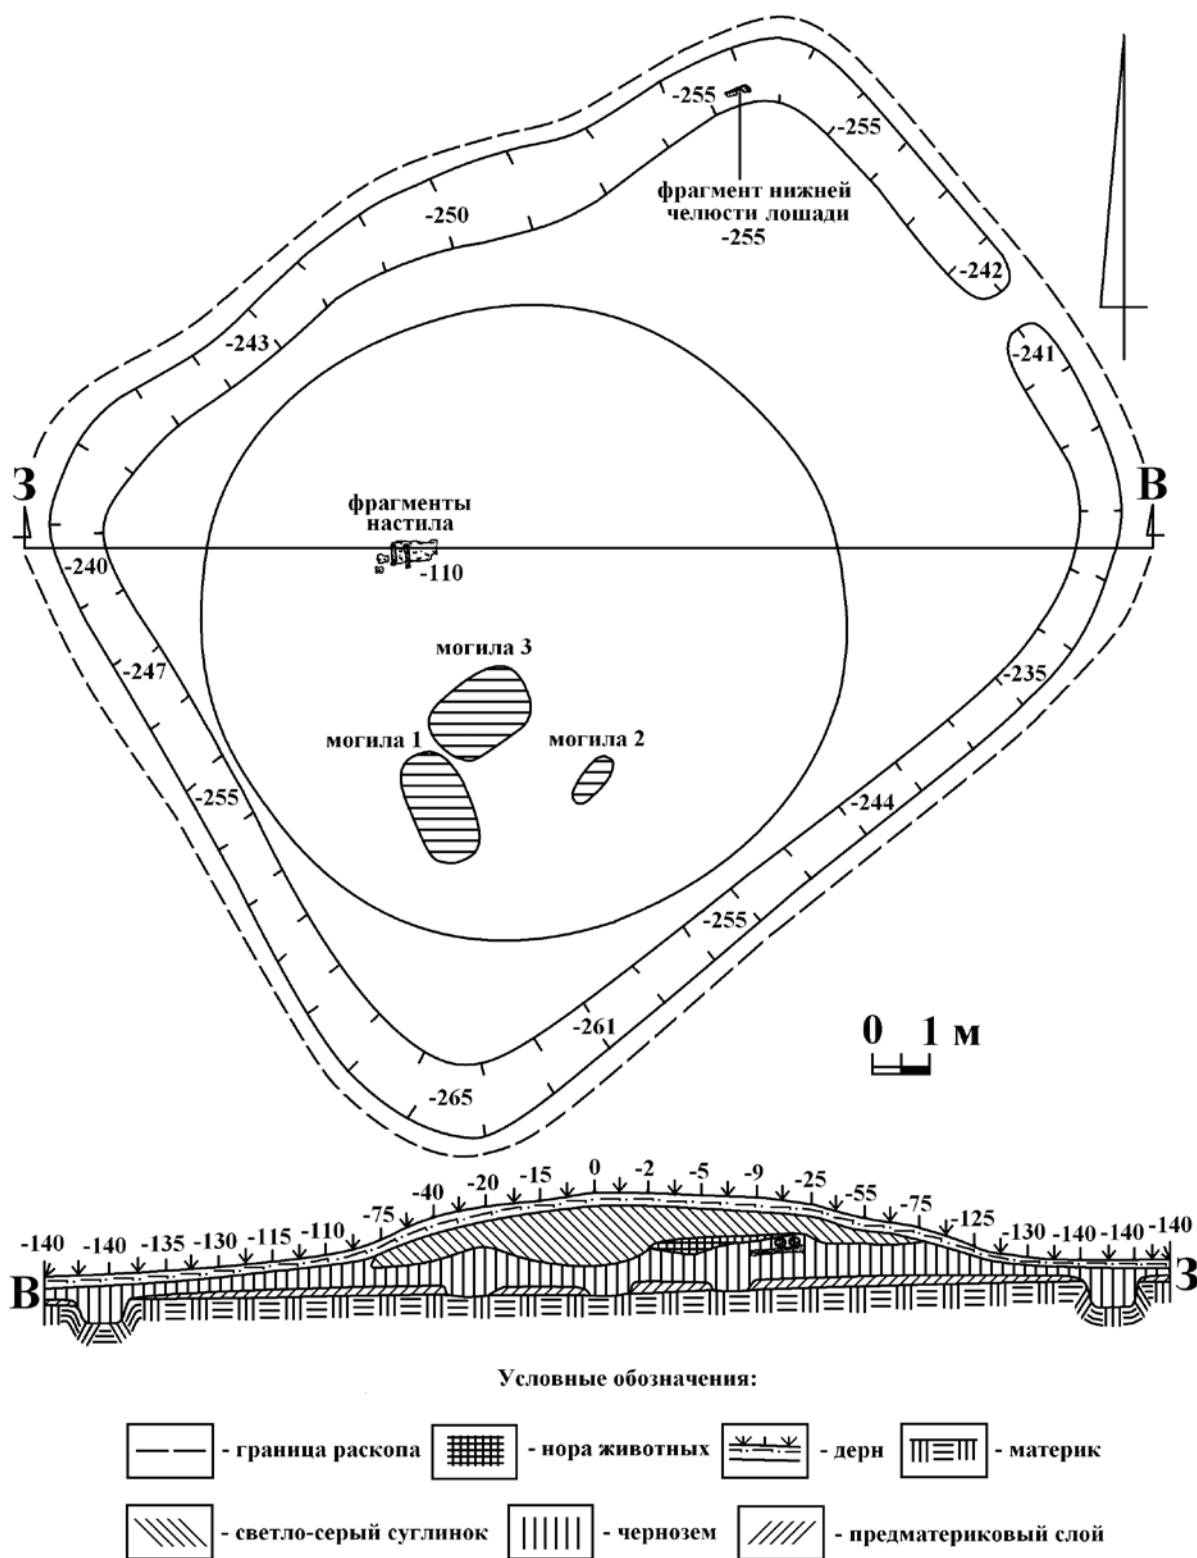 -255
-255
фрагмент нижней
челюсти лошади
-255
-250
-242
-243
-241
З
В
фрагменты
настила
-110
-240
-247
могила 3
-235
могила 1
могила 2
-255
-244
-255
-261
0 1 м
-265
-140 -140 -135 -130 -115 -110 -75 -40 -20 -15 0 -2 -5 -9 -25 -55 -75 -125 -130 -140 -140 -140
В
З
Условные обозначения:
- граница раскопа
- нора животных
- дерн
- материк
- светло-серый суглинок
- чернозем
- предматериковый слой